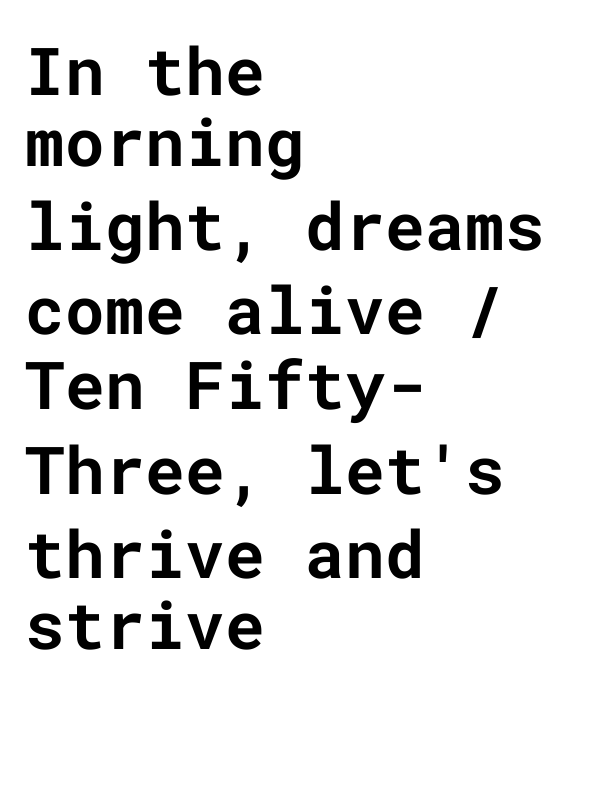 In the
morning
light, dreams
come alive /
Ten Fifty-
Three, let's
thrive and
strive